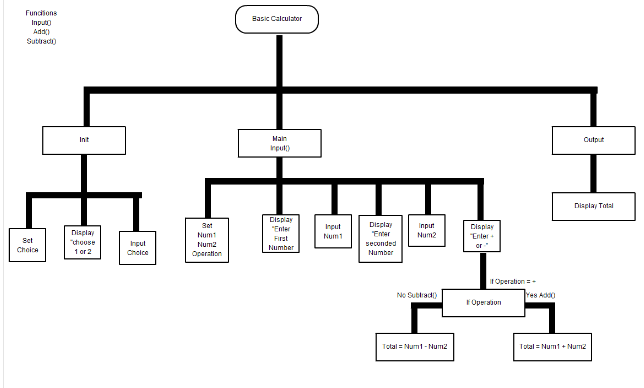 Funcitions
Input()
Add()
Subtract()
Basic Calculator
Init
Main
Input()
Output
Set
Choice
Display
"choose
1 or 2
Input
Choice
Set
Num1
Num2
Operation
Display
"Enter
First
Number
Input
Num1
Display
"Enter
seconded
Number
Input
Num2
Display
"Enter +
or -"
Display Total
If Operation = +
No Subtract()
If Operation
Yes Add()
Total = Num1 - Num2
Total = Num1 + Num2